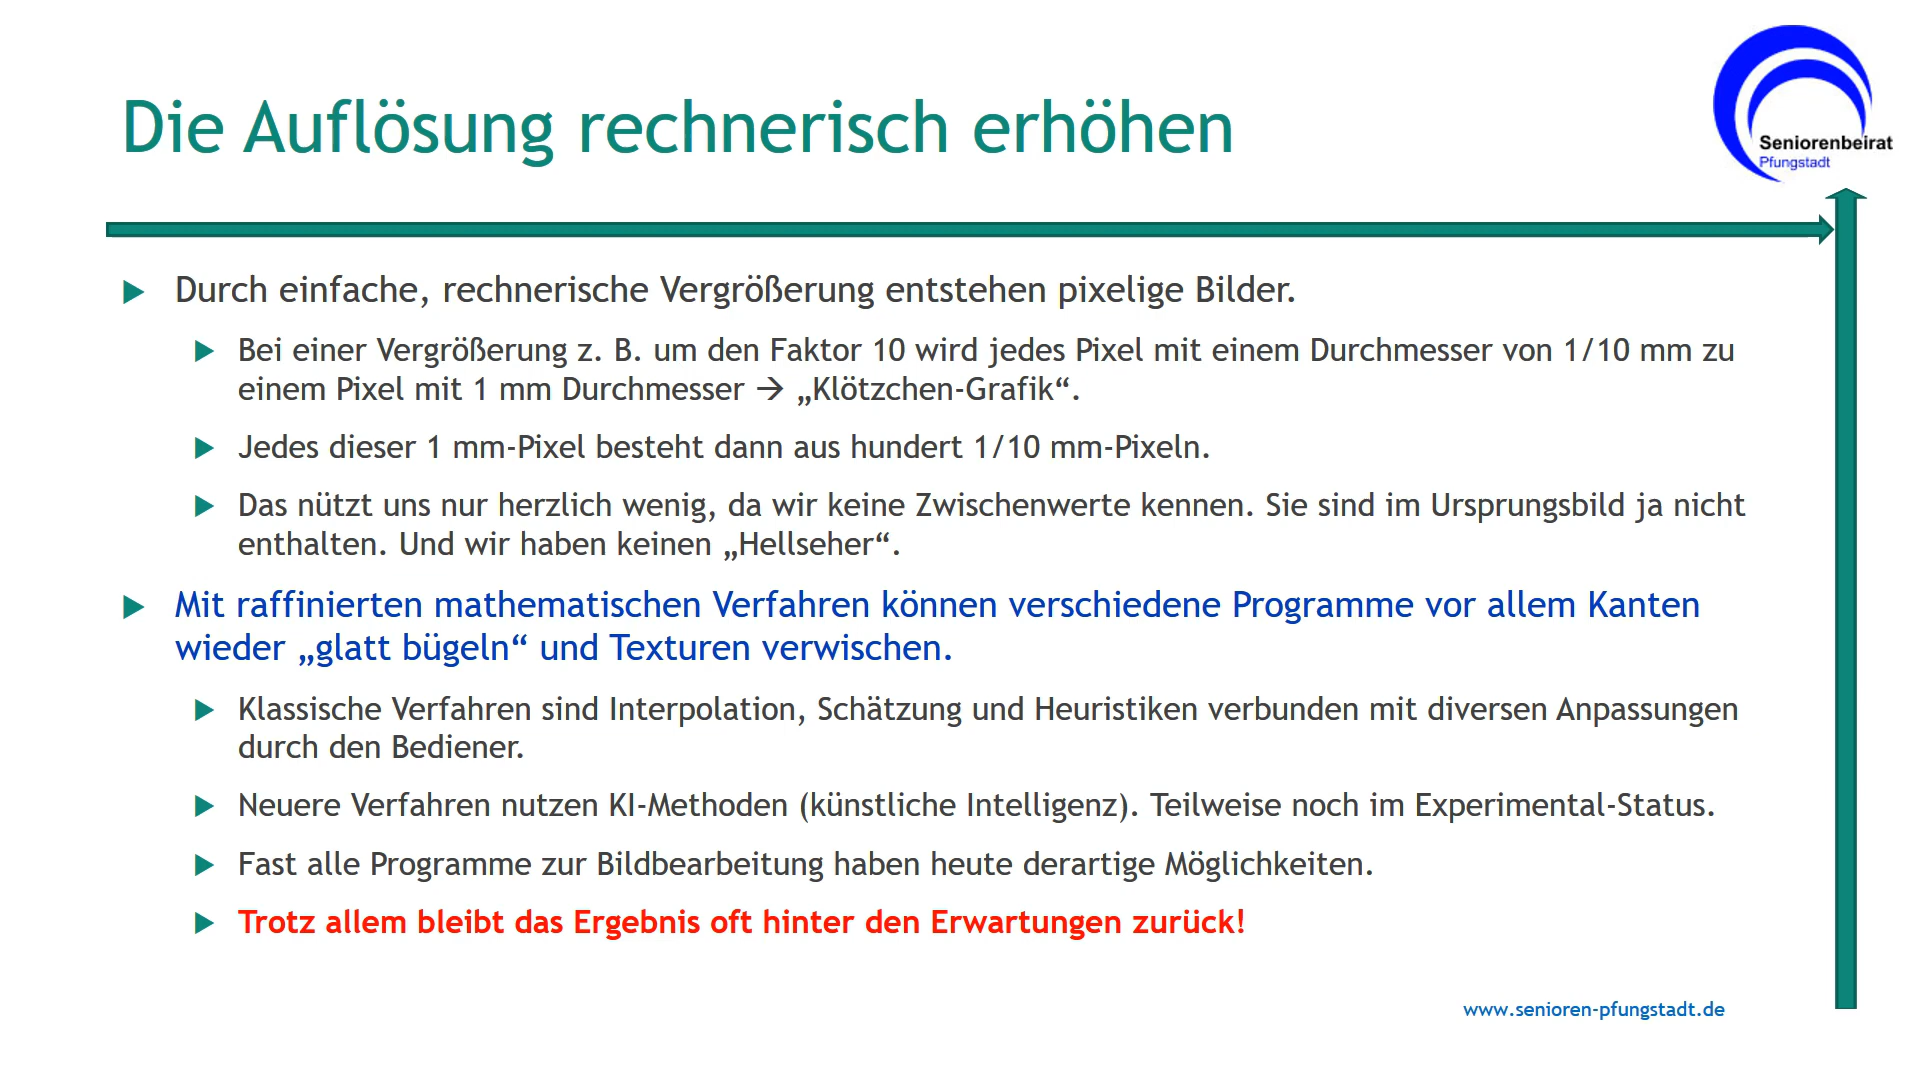 Die Auflösung rechnerisch erhöhen
Seniorenbeirat
Pfungstadt
Durch einfache, rechnerische Vergrößerung entstehen pixelige Bilder.
Bei einer Vergrößerung z. B. um den Faktor 10 wird jedes Pixel mit einem Durchmesser von 1/10 mm zu
einem Pixel mit 1 mm Durchmesser → „Klötzchen-Grafik“.
Jedes dieser 1 mm-Pixel besteht dann aus hundert 1/10 mm-Pixeln.
Das nützt uns nur herzlich wenig, da wir keine Zwischenwerte kennen. Sie sind im Ursprungsbild ja nicht
enthalten. Und wir haben keinen „Hellseher“.
Mit raffinierten mathematischen Verfahren können verschiedene Programme vor allem Kanten
wieder „glatt bügeln“ und Texturen verwischen.
Klassische Verfahren sind Interpolation, Schätzung und Heuristiken verbunden mit diversen Anpassungen
durch den Bediener.
Neuere Verfahren nutzen KI-Methoden (künstliche Intelligenz). Teilweise noch im Experimental-Status.
Fast alle Programme zur Bildbearbeitung haben heute derartige Möglichkeiten.
Trotz allem bleibt das Ergebnis oft hinter den Erwartungen zurück!
www.senioren-pfungstadt.de